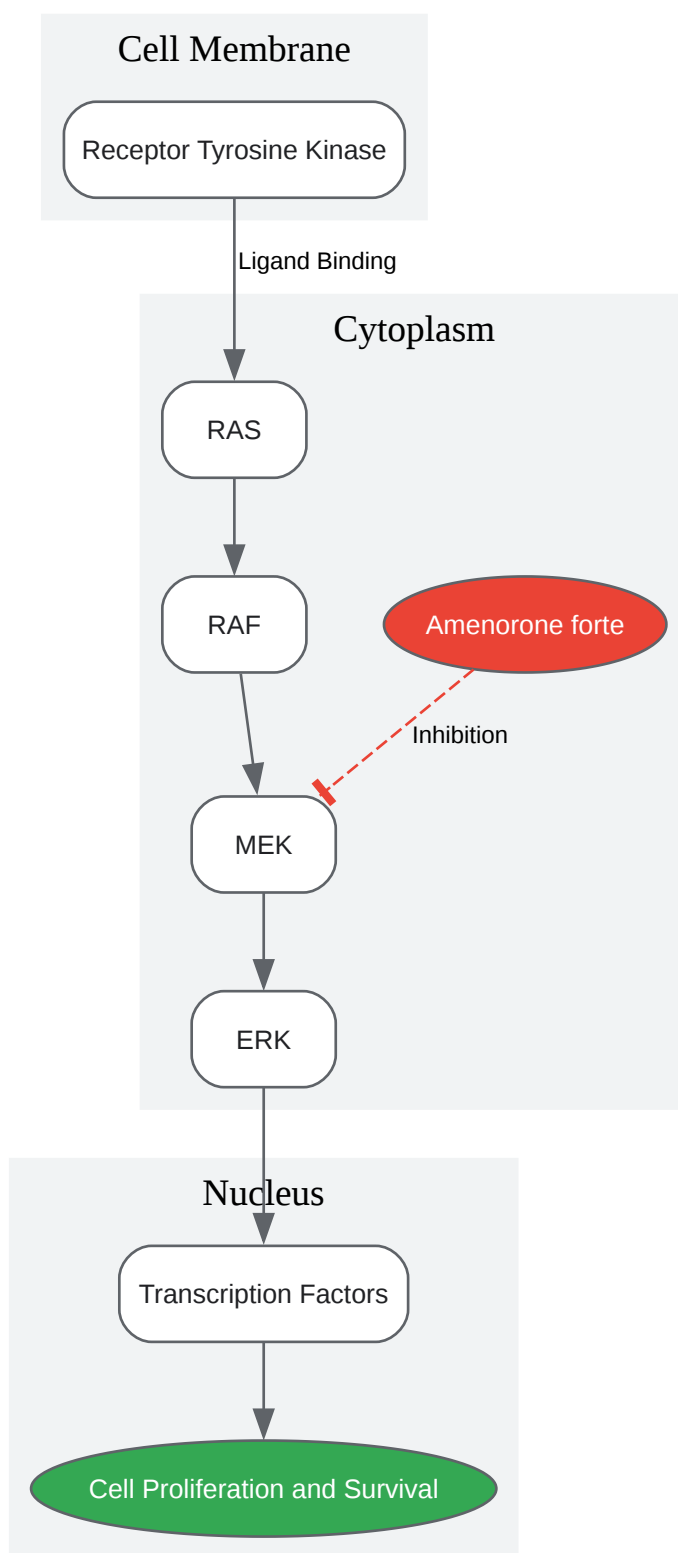 Cell Membrane
Receptor Tyrosine Kinase
Ligand Binding
Cytoplasm
RAS
RAF
Amenorone forte
Inhibition
MEK
ERK
Nucleus
Transcription Factors
Cell Proliferation and Survival